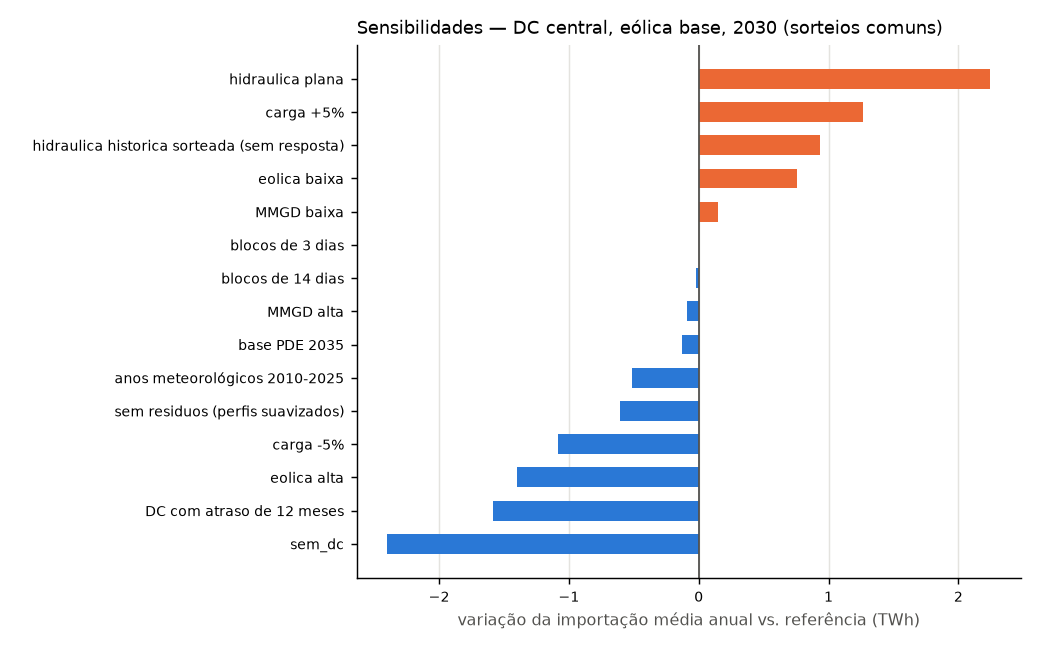 Sensibilidades — DC central, eólica base, 2030 (sorteios comuns)
hidraulica plana
carga +5%
hidraulica historica sorteada (sem resposta)
eolica baixa
MMGD baixa
blocos de 3 dias
blocos de 14 dias
MMGD alta
base PDE 2035
anos meteorológicos 2010-2025
sem residuos (perfis suavizados)
carga -5%
eolica alta
DC com atraso de 12 meses
sem_dc
−2 −1 0 1 2
variação da importação média anual vs. referência (TWh)